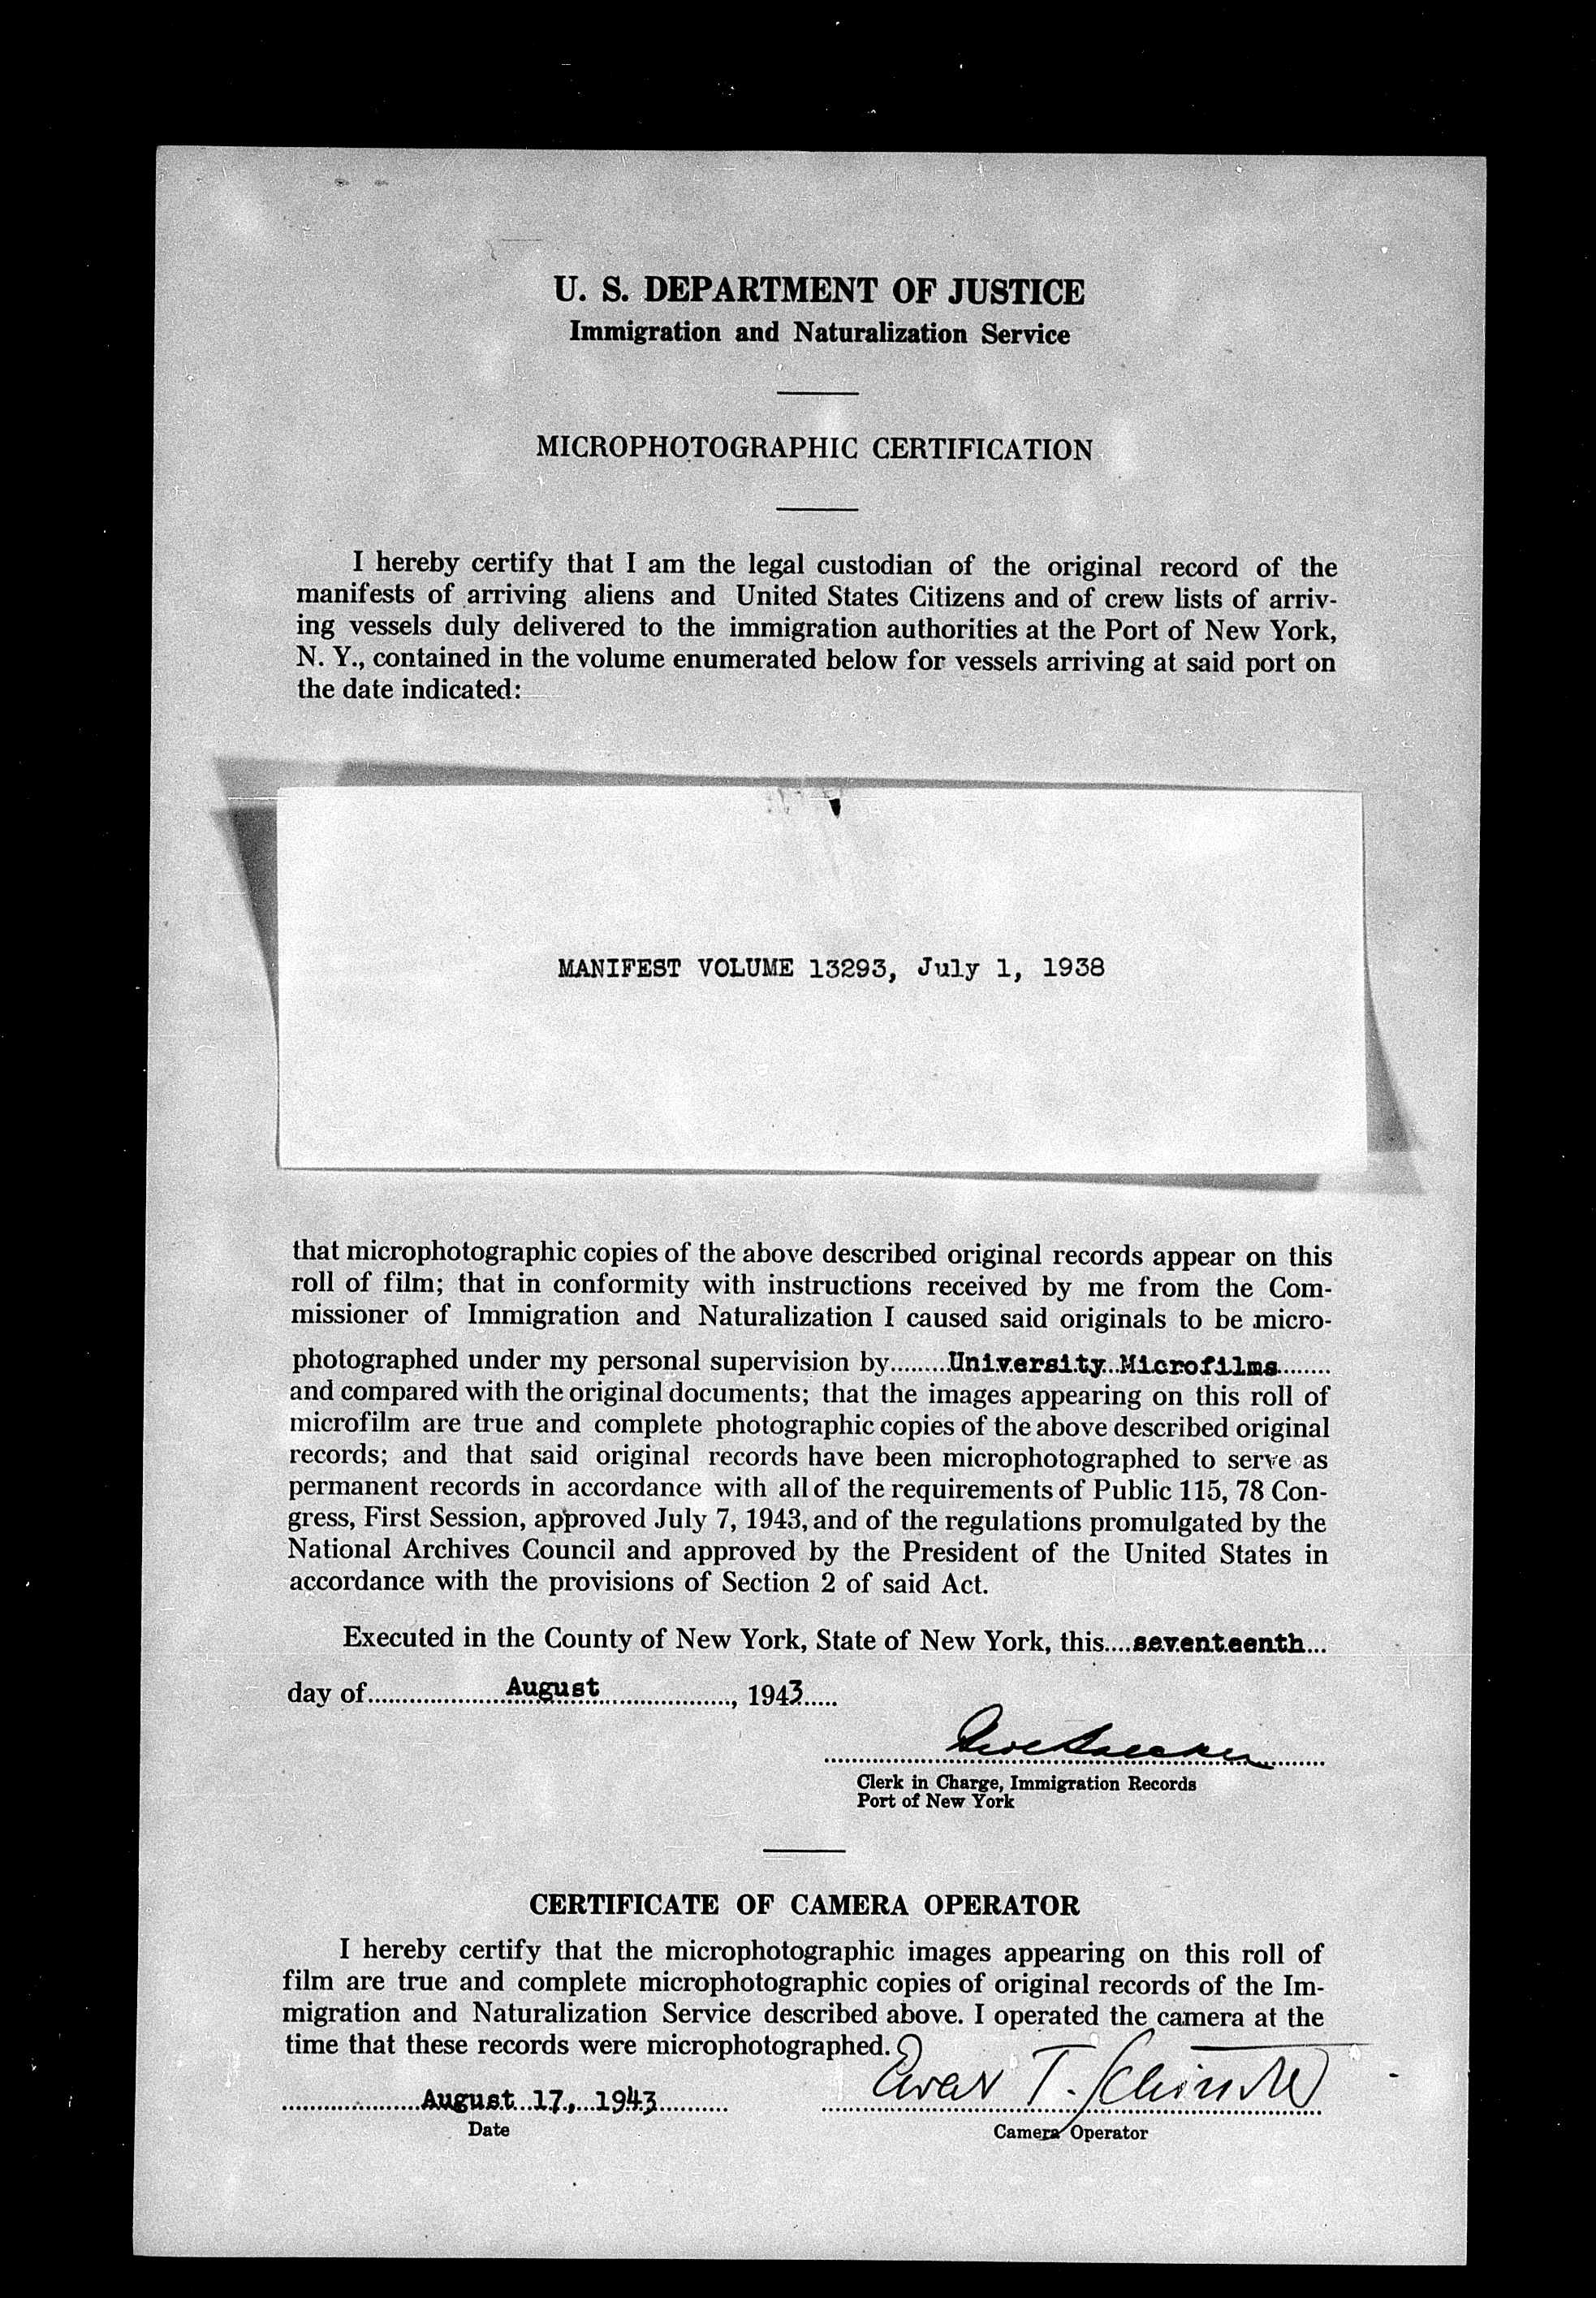 U. S. DEPARTMENT OF JUSTICE
Immigration and Naturalization Service
MICROPHOTOGRAPHIC CERTIFICATION
I hereby certify that I am the legal custodian of the original record of the
manifests of arriving aliens and United States Citizens and of crew lists of arriv-
ing vessels duly delivered to the immigration authorities at the Port of New York,
N. Y., contained in the volume enumerated below for vessels arriving at said port on
the date indicated:
MANIFEST VOLUME 13293, July 1, 1938
that microphotographic copies of the above described original records appear on this
roll of film; that in conformity with instructions received by me from the Com-
missioner of Immigration and Naturalization I caused said originals to be micro-
photographed under my personal supervision by........University Microfilms........
and compared with the original documents; that the images appearing on this roll of
microfilm are true and complete photographic copies of the above described original
records; and that said original records have been microphotographed to serve as
permanent records in accordance with all of the requirements of Public 115, 78 Con-
gress, First Session, approved July 7, 1943, and of the regulations promulgated by the
National Archives Council and approved by the President of the United States in
accordance with the provisions of Section 2 of said Act.
Executed in the County of New York, State of New York, this....seventeenth...
day of....................August...................., 1943.....
Clerk in Charge, Immigration Records
Port of New York
CERTIFICATE OF CAMERA OPERATOR
I hereby certify that the microphotographic images appearing on this roll of
film are true and complete microphotographic copies of original records of the Im-
migration and Naturalization Service described above. I operated the camera at the
time that these records were microphotographed.
T.
....................August 17, 1943..........
Date
Camera Operator